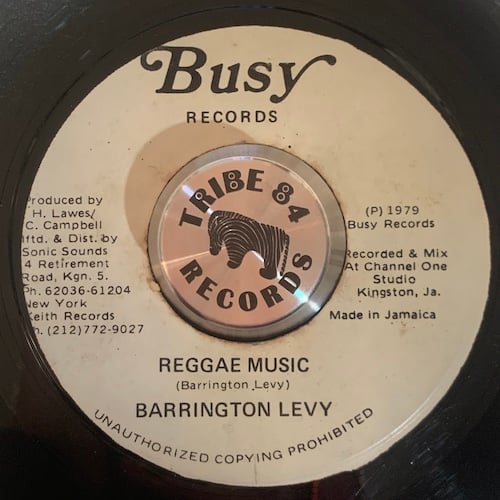 Busy
RECORDS
Produced by
H. Lawes/
C. Campbell
Mftd. & Dist. by
Sonic Sounds
4 Retirement
Road, Kgn. 5.
Ph. 62036-61204
New York
Keith Records
Ph. (212)772-9027
TRIBE 84
RECORDS
(P) 1979
Busy Records
Recorded & Mix
At Channel One
Studio
Kingston, Ja.
Made in Jamaica
REGGAE MUSIC
(Barrington Levy)
BARRINGTON LEVY
UNAUTHORIZED COPYING PROHIBITED